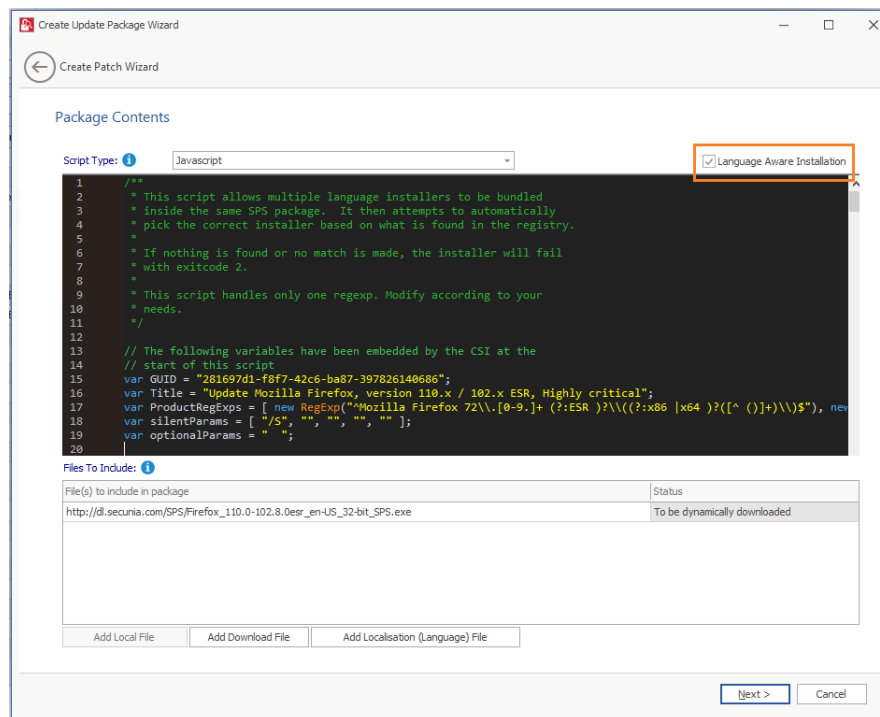 Create Update Package Wizard
Create Patch Wizard
Package Contents
Script Type:
Javascript
Language Aware Installation
1 /**
2 * This script allows multiple language installers to be bundled
3 * inside the same SPS package.  It then attempts to automatically
4 * pick the correct installer based on what is found in the registry.
5 *
6 * If nothing is found or no match is made, the installer will fail
7 * with exitcode 2.
8 *
9 * This script handles only one regexp. Modify according to your
10 * needs.
11 */
12
13 // The following variables have been embedded by the CSI at the
14 // start of this script
15 var GUID = "281697d1-f8f7-42c6-ba87-397826140686";
16 var Title = "Update Mozilla Firefox, version 110.x / 102.x ESR, Highly critical";
17 var ProductRegExps = [ new RegExp("^Mozilla Firefox 72\\.[0-9.]+ (?:ESR )?\\((?:x86 |x64 )?([^ ()]+)\\)$"), new
18 var silentParams = [ "/S", "", "", "", "" ];
19 var optionalParams = "  ";
20
Files To Include:
File(s) to include in package Status
http://dl.secunia.com/SPS/Firefox_110.0-102.8.0esr_en-US_32-bit_SPS.exe To be dynamically downloaded
Add Local File Add Download File Add Localisation (Language) File
Next > Cancel